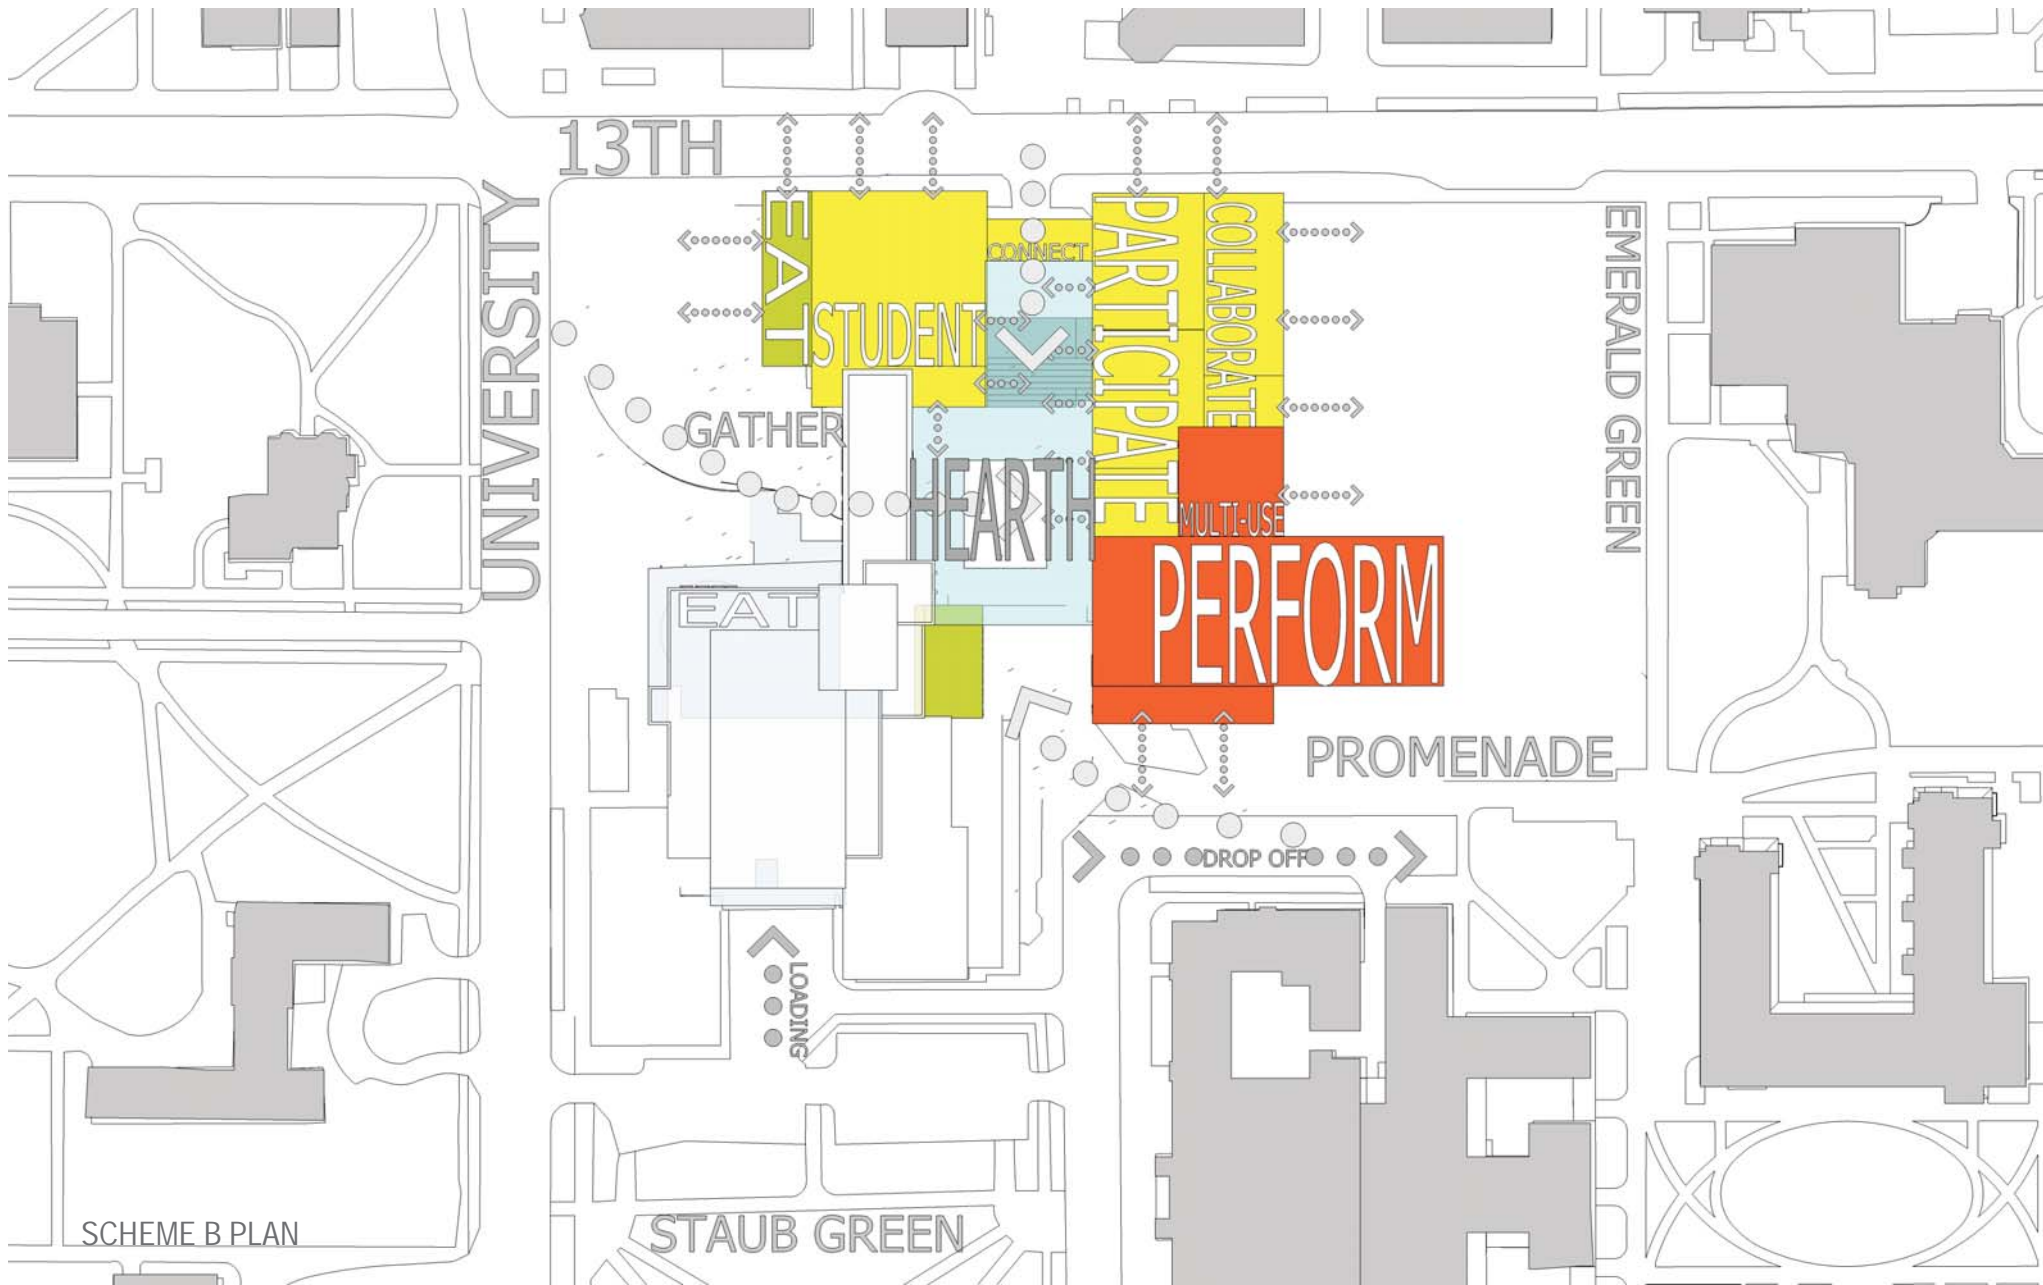 13TH
UNIVERSITY
EAT
STUDENT
CONNECT
PARTICIPATE
COLLABORATE
EMERALD GREEN
GATHER
HEARTH
MULTI-USE
PERFORM
EAT
PROMENADE
DROP OFF
LOADING
STAUB GREEN
SCHEME B PLAN